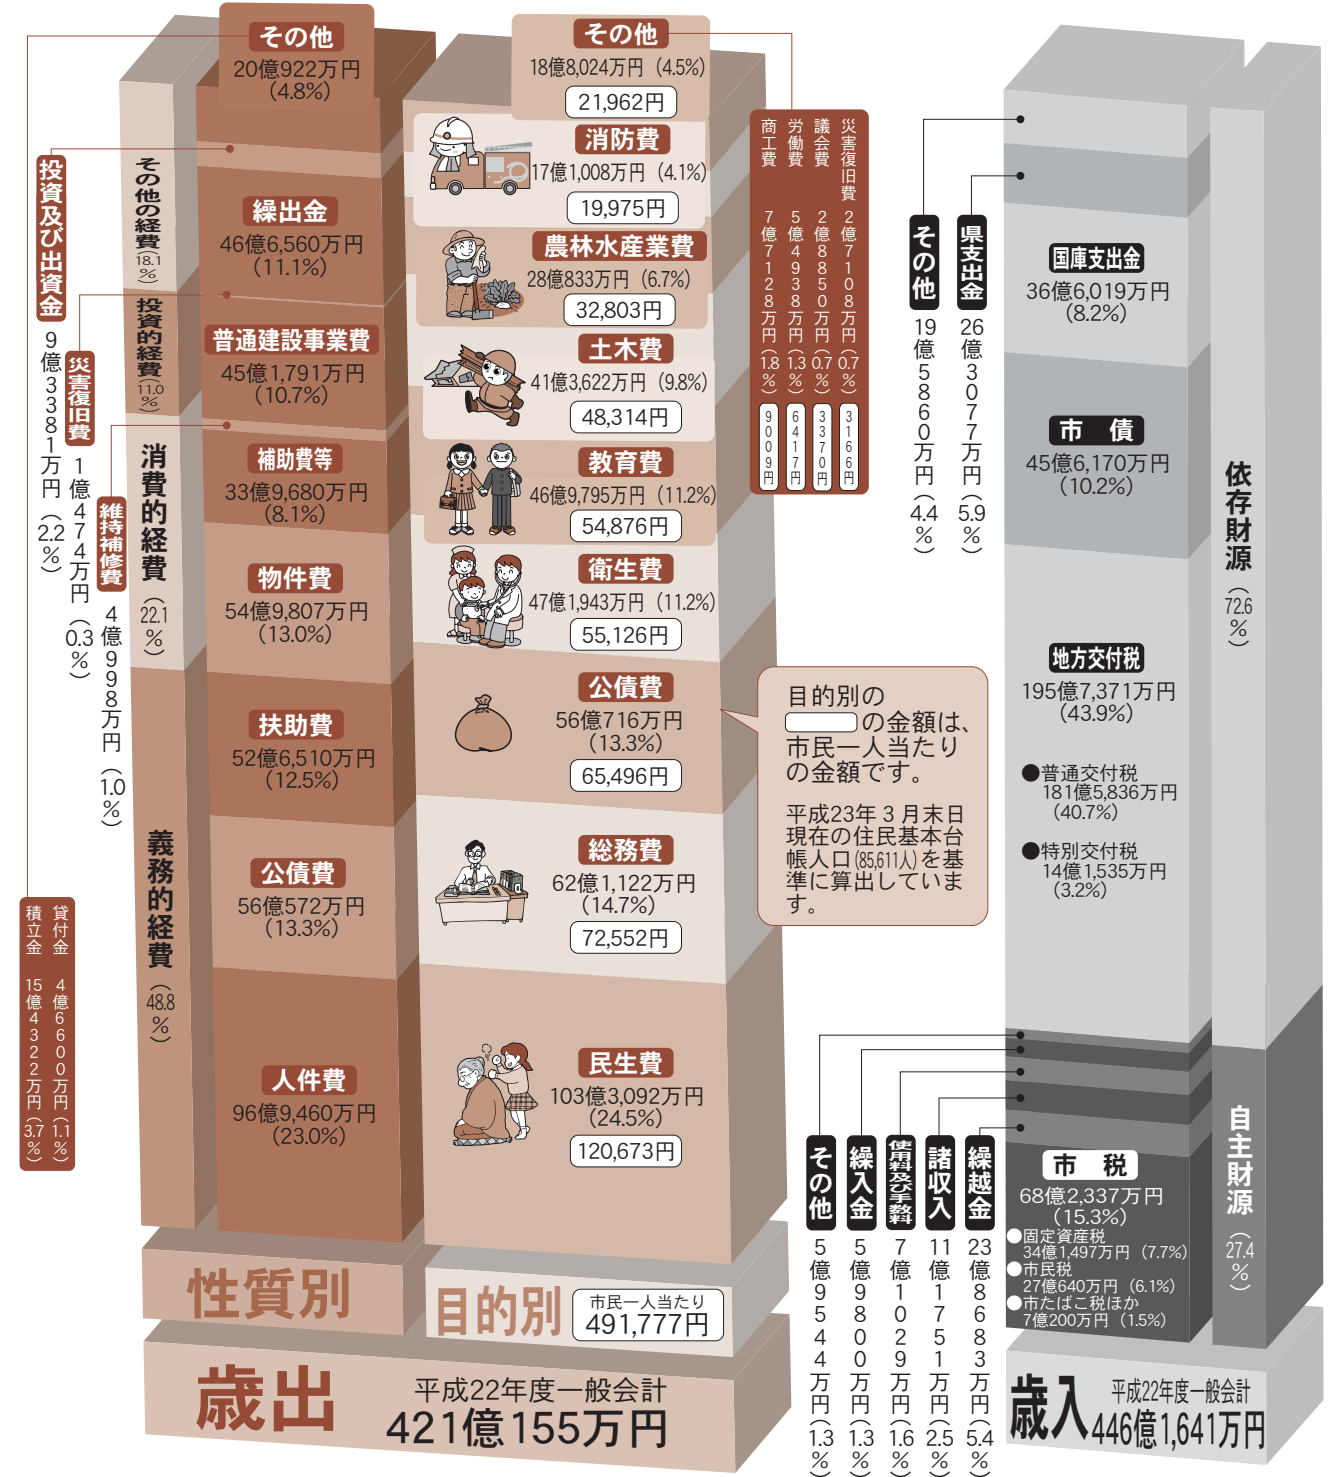 その他
20億922万円
(4.8%)
投資及び出資金
9億3381万円(2.2%)
繰出金
46億6,560万円
(11.1%)
災害復旧費
1億474万円(0.3%)
普通建設事業費
45億1,791万円
(10.7%)
維持補修費
4億998万円(1.0%)
補助費等
33億9,680万円
(8.1%)
物件費
54億9,807万円
(13.0%)
扶助費
52億6,510万円
(12.5%)
公債費
56億572万円
(13.3%)
人件費
96億9,460万円
(23.0%)
その他の経費(18.1%)
投資的経費(11.0%)
消費的経費(22.1%)
義務的経費(48.8%)
貸付金 4億6600万円(1.1%)
積立金 15億4322万円(3.7%)
性質別
その他
18億8,024万円(4.5%)
21,962円
消防費
17億1,008万円(4.1%)
19,975円
農林水産業費
28億833万円(6.7%)
32,803円
土木費
41億3,622万円(9.8%)
48,314円
教育費
46億9,795万円(11.2%)
54,876円
衛生費
47億1,943万円(11.2%)
55,126円
公債費
56億716万円
(13.3%)
65,496円
総務費
62億1,122万円
(14.7%)
72,552円
民生費
103億3,092万円
(24.5%)
120,673円
災害復旧費 2億7108万円(0.7%) 3166円
議会費 2億8850万円(0.7%) 3370円
労働費 5億4938万円(1.3%) 6417円
商工費 7億7128万円(1.8%) 9009円
目的別の
の金額は、
市民一人当たり
の金額です。
平成23年3月末日
現在の住民基本台
帳人口(85,611人)を基
準に算出していま
す。
目的別
市民一人当たり
491,777円
歳出
平成22年度一般会計
421億155万円
その他
19億5860万円(4.4%)
県支出金
26億3077万円(5.9%)
国庫支出金
36億6,019万円
(8.2%)
市 債
45億6,170万円
(10.2%)
地方交付税
195億7,371万円
(43.9%)
●普通交付税
181億5,836万円
(40.7%)
●特別交付税
14億1,535万円
(3.2%)
依存財源(72.6%)
自主財源(27.4%)
その他
5億9544万円(1.3%)
繰入金
5億9800万円(1.3%)
使用料及び手数料
7億1029万円(1.6%)
諸収入
11億1751万円(2.5%)
繰越金
23億8683万円(5.4%)
市 税
68億2,337万円
(15.3%)
●固定資産税
34億1,497万円(7.7%)
●市民税
27億640万円(6.1%)
●市たばこ税ほか
7億200万円(1.5%)
歳入
平成22年度一般会計
446億1,641万円